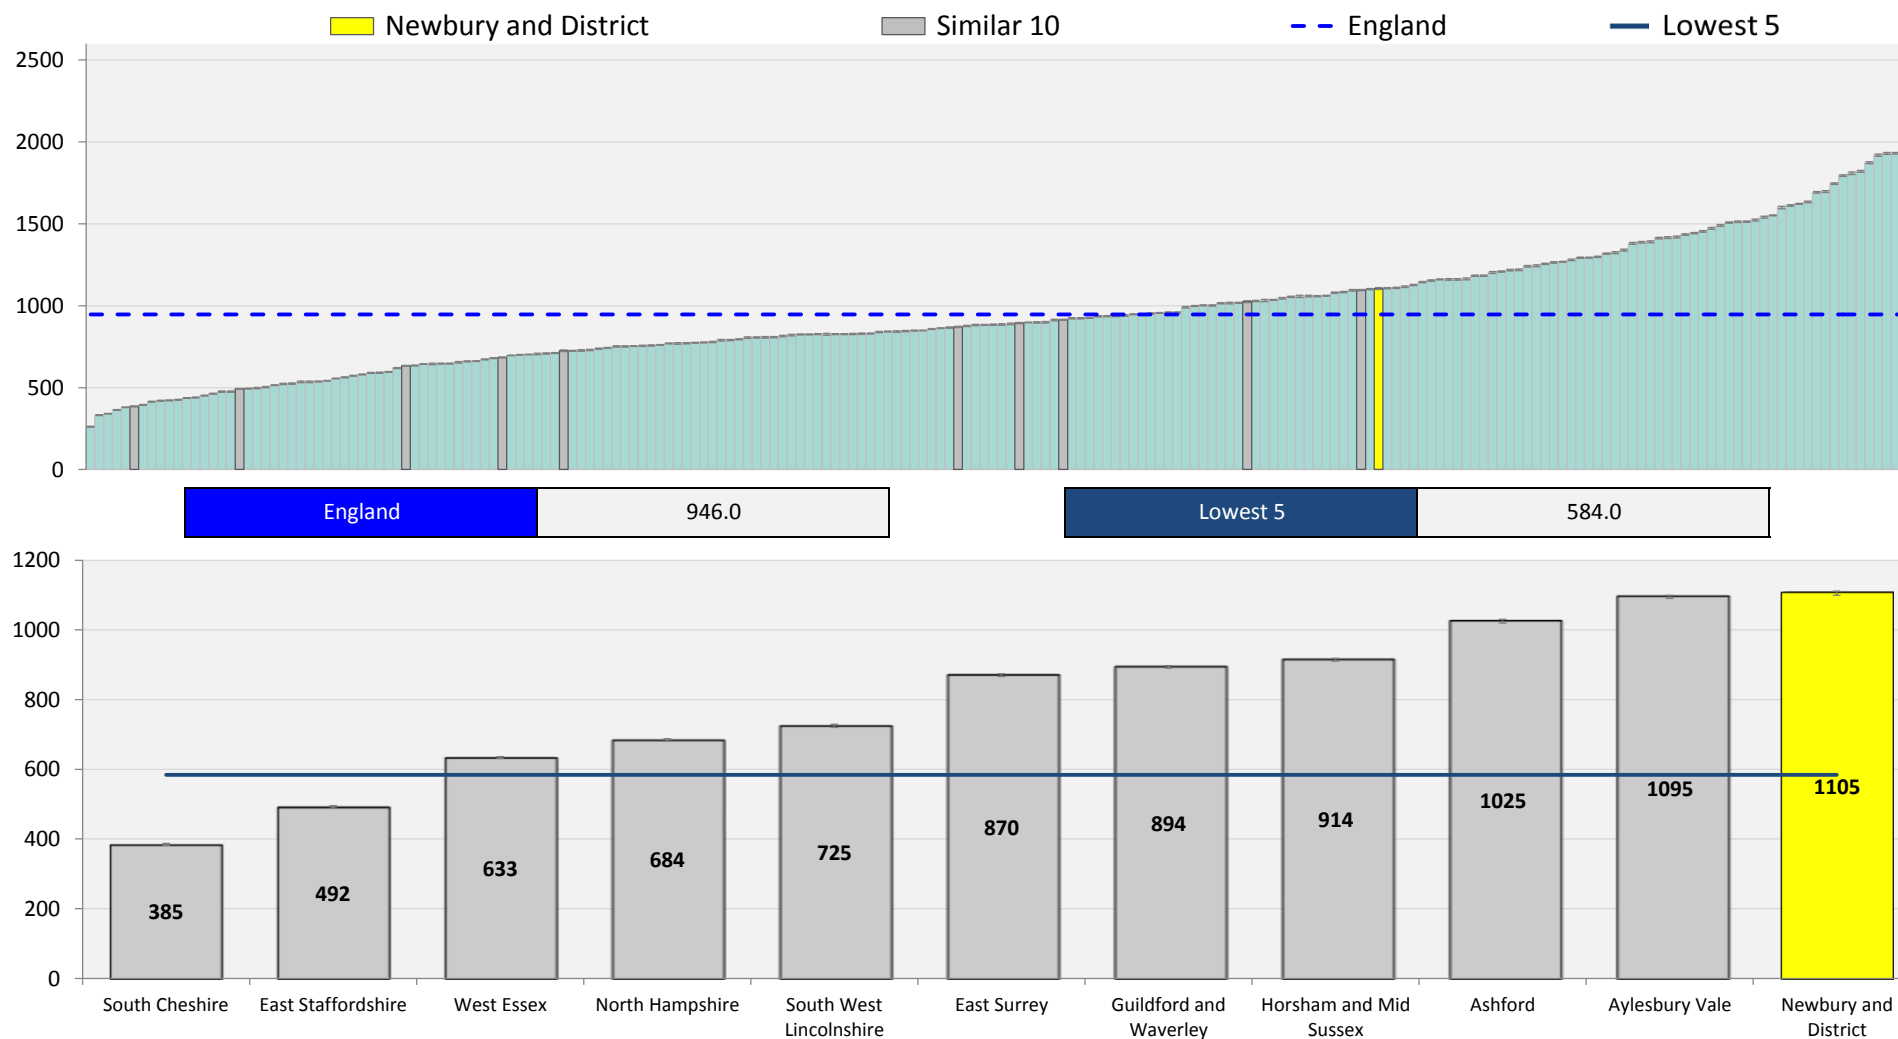 Newbury and District
Similar 10
England
Lowest 5
2500
2000
1500
1000
500
0
England
946.0
Lowest 5
584.0
1200
1000
800
600
400
200
0
385
492
633
684
725
870
894
914
1025
1095
1105
South Cheshire
East Staffordshire
West Essex
North Hampshire
South West
Lincolnshire
East Surrey
Guildford and
Waverley
Horsham and Mid
Sussex
Ashford
Aylesbury Vale
Newbury and
District